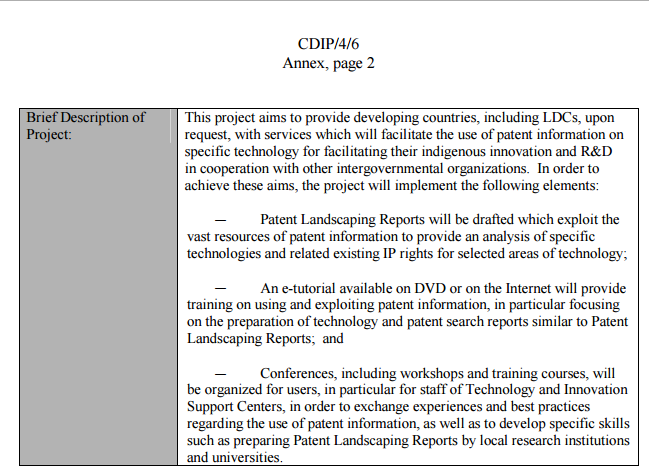 CDIP/4/6
Annex, page 2
Brief Description of
Project:
This project aims to provide developing countries, including LDCs, upon
request, with services which will facilitate the use of patent information on
specific technology for facilitating their indigenous innovation and R&D
in cooperation with other intergovernmental organizations.  In order to
achieve these aims, the project will implement the following elements:
— Patent Landscaping Reports will be drafted which exploit the
vast resources of patent information to provide an analysis of specific
technologies and related existing IP rights for selected areas of technology;
— An e-tutorial available on DVD or on the Internet will provide
training on using and exploiting patent information, in particular focusing
on the preparation of technology and patent search reports similar to Patent
Landscaping Reports;  and
— Conferences, including workshops and training courses, will
be organized for users, in particular for staff of Technology and Innovation
Support Centers, in order to exchange experiences and best practices
regarding the use of patent information, as well as to develop specific skills
such as preparing Patent Landscaping Reports by local research institutions
and universities.